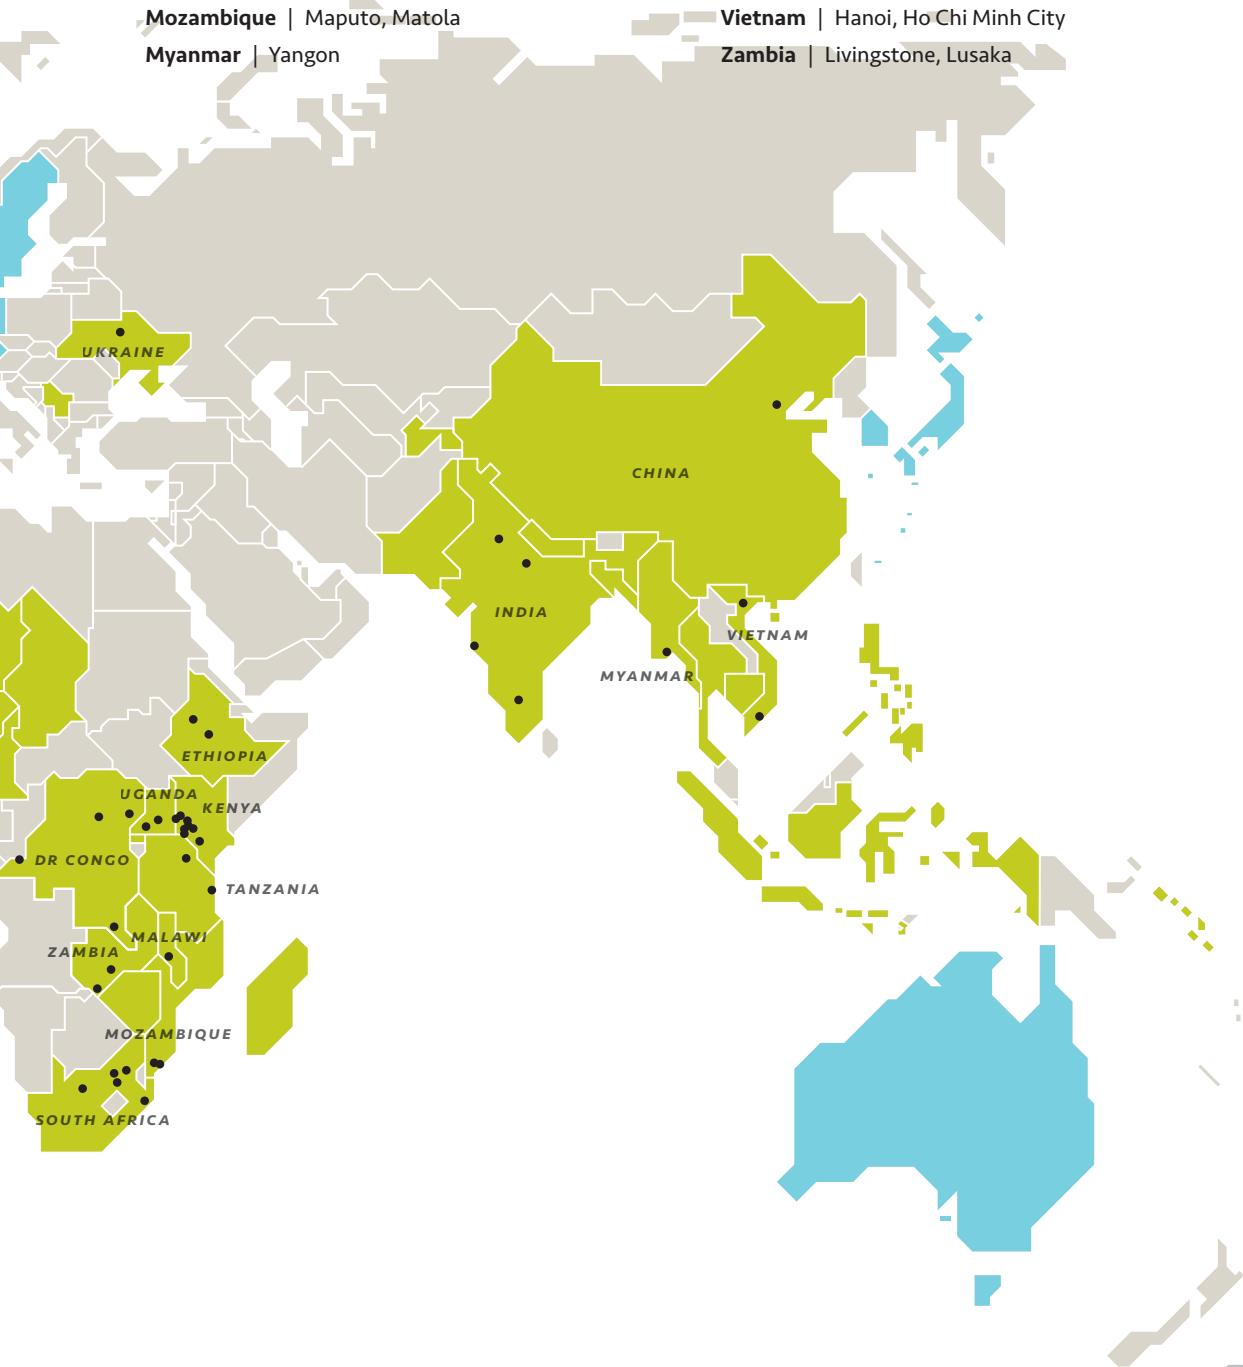 Mozambique | Maputo, Matola
Vietnam | Hanoi, Ho Chi Minh City
Myanmar | Yangon
Zambia | Livingstone, Lusaka
UKRAINE
CHINA
INDIA
VIETNAM
MYANMAR
ETHIOPIA
UGANDA
KENYA
DR CONGO
TANZANIA
MALAWI
ZAMBIA
MOZAMBIQUE
SOUTH AFRICA